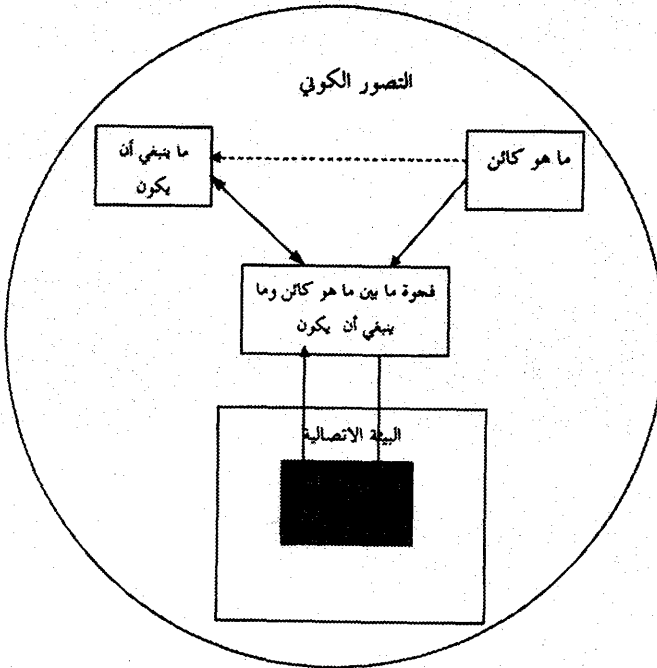 التصور الكوني
ما هو كائن
ما ينبغي أن
يكون
فجوة ما بين ما هو كائن وما
ينبغي أن يكون
البيئة الاتصالية